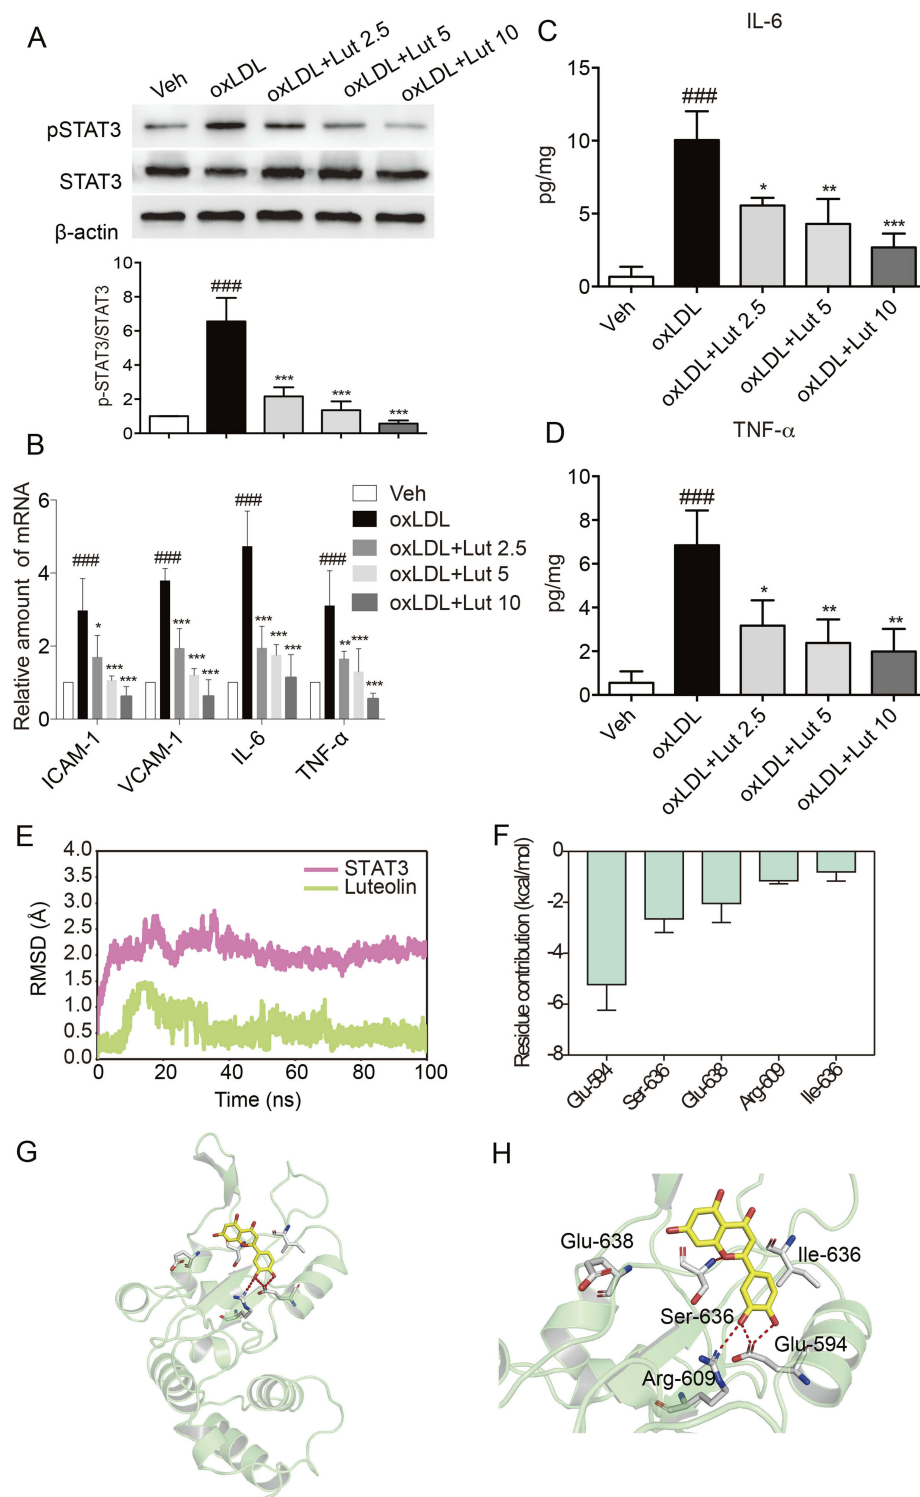 A
Veh
oxLDL
oxLDL+Lut 2.5
oxLDL+Lut 5
oxLDL+Lut 10
pSTAT3
STAT3
β-actin
p-STAT3/STAT3
10
8
6
4
2
0
###
***
***
***
B
Relative amount of mRNA
6
4
2
0
###
*
***
***
###
***
***
***
###
***
***
***
###
**
***
***
Veh
oxLDL
oxLDL+Lut 2.5
oxLDL+Lut 5
oxLDL+Lut 10
ICAM-1
VCAM-1
IL-6
TNF-α
C
IL-6
pg/mg
15
10
5
0
###
*
**
***
Veh
oxLDL
oxLDL+Lut 2.5
oxLDL+Lut 5
oxLDL+Lut 10
D
TNF-α
pg/mg
10
8
6
4
2
0
###
*
**
**
Veh
oxLDL
oxLDL+Lut 2.5
oxLDL+Lut 5
oxLDL+Lut 10
E
RMSD (Å)
4.0
3.5
3.0
2.5
2.0
1.5
1.0
0.5
0.0
STAT3
Luteolin
0
20
40
60
80
100
Time (ns)
F
Residue contribution (kcal/mol)
0
-2
-4
-6
-8
Glu-594
Ser-636
Glu-638
Arg-609
Ile-636
G
H
Glu-638
Ile-636
Ser-636
Glu-594
Arg-609